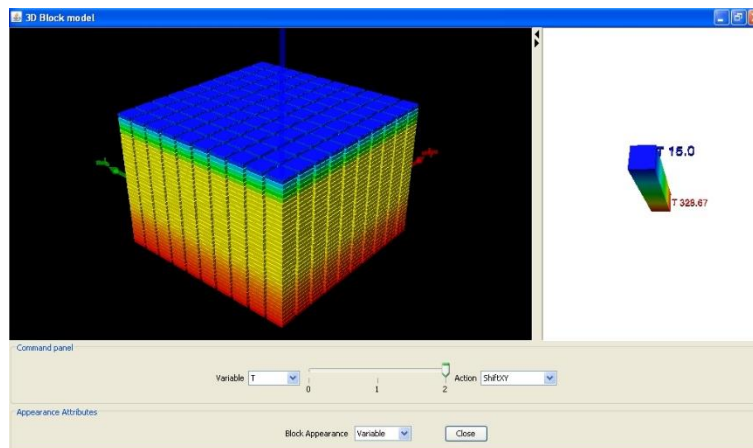 3D Block model
T 15.0
T 328.67
Command panel
Variable T 0 1 2 Action ShiftXY
Appearance Attributes
Block Appearance Variable Close